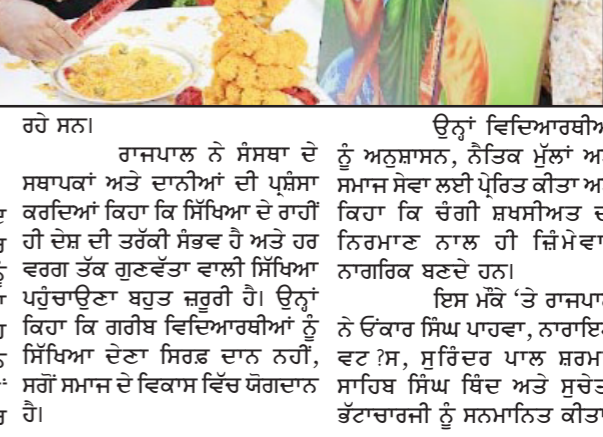 ਰਹੇ ਸਨ।
ਰਾਜਪਾਲ ਨੇ ਸੰਸਥਾ ਦੇ
ਸਥਾਪਕਾਂ ਅਤੇ ਦਾਨੀਆਂ ਦੀ ਪ੍ਰਸ਼ੰਸਾ
ਕਰਦਿਆਂ ਕਿਹਾ ਕਿ ਸਿੱਖਿਆ ਦੇ ਰਾਹੀਂ
ਹੀ ਦੇਸ਼ ਦੀ ਤਰੱਕੀ ਸੰਭਵ ਹੈ ਅਤੇ ਹਰ
ਵਰਗ ਤੱਕ ਗੁਣਵੱਤਾ ਵਾਲੀ ਸਿੱਖਿਆ
ਪਹੁੰਚਾਉਣਾ ਬਹੁਤ ਜ਼ਰੂਰੀ ਹੈ। ਉਨ੍ਹਾਂ
ਕਿਹਾ ਕਿ ਗਰੀਬ ਵਿਦਿਆਰਥੀਆਂ ਨੂੰ
ਸਿੱਖਿਆ ਦੇਣਾ ਸਿਰਫ਼ ਦਾਨ ਨਹੀਂ,
ਸਗੋਂ ਸਮਾਜ ਦੇ ਵਿਕਾਸ ਵਿੱਚ ਯੋਗਦਾਨ
ਹੈ।
ਉਨ੍ਹਾਂ
ਨੂੰ ਅਨੁਸ਼ਾਸਨ, ਨੈਤਿਕ ਮੁੱਲਾਂ
ਸਮਾਜ ਸੇਵਾ ਲਈ ਪ੍ਰੇਰਿਤ ਕੀਤਾ
ਕਿਹਾ ਕਿ ਚੰਗੀ ਸ਼ਖਸੀਅਤ
ਨਿਰਮਾਣ ਨਾਲ ਹੀ
ਨਾਗਰਿਕ ਬਣਦੇ ਹਨ।
ਇਸ ਮੌਕੇ ‘ਤੇ
ਨੇ ਓਂਕਾਰ ਸਿੰਘ ਪਾਹਵਾ,
ਵਟ ?ਸ, ਸੁਰਿੰਦਰ ਪਾਲ
ਸਾਹਿਬ ਸਿੰਘ ਥਿੰਦ ਅਤੇ
ਭੱਟਾਚਾਰਜੀ ਨੂੰ ਸਨਮਾਨਿਤ ਕੀਤਾ